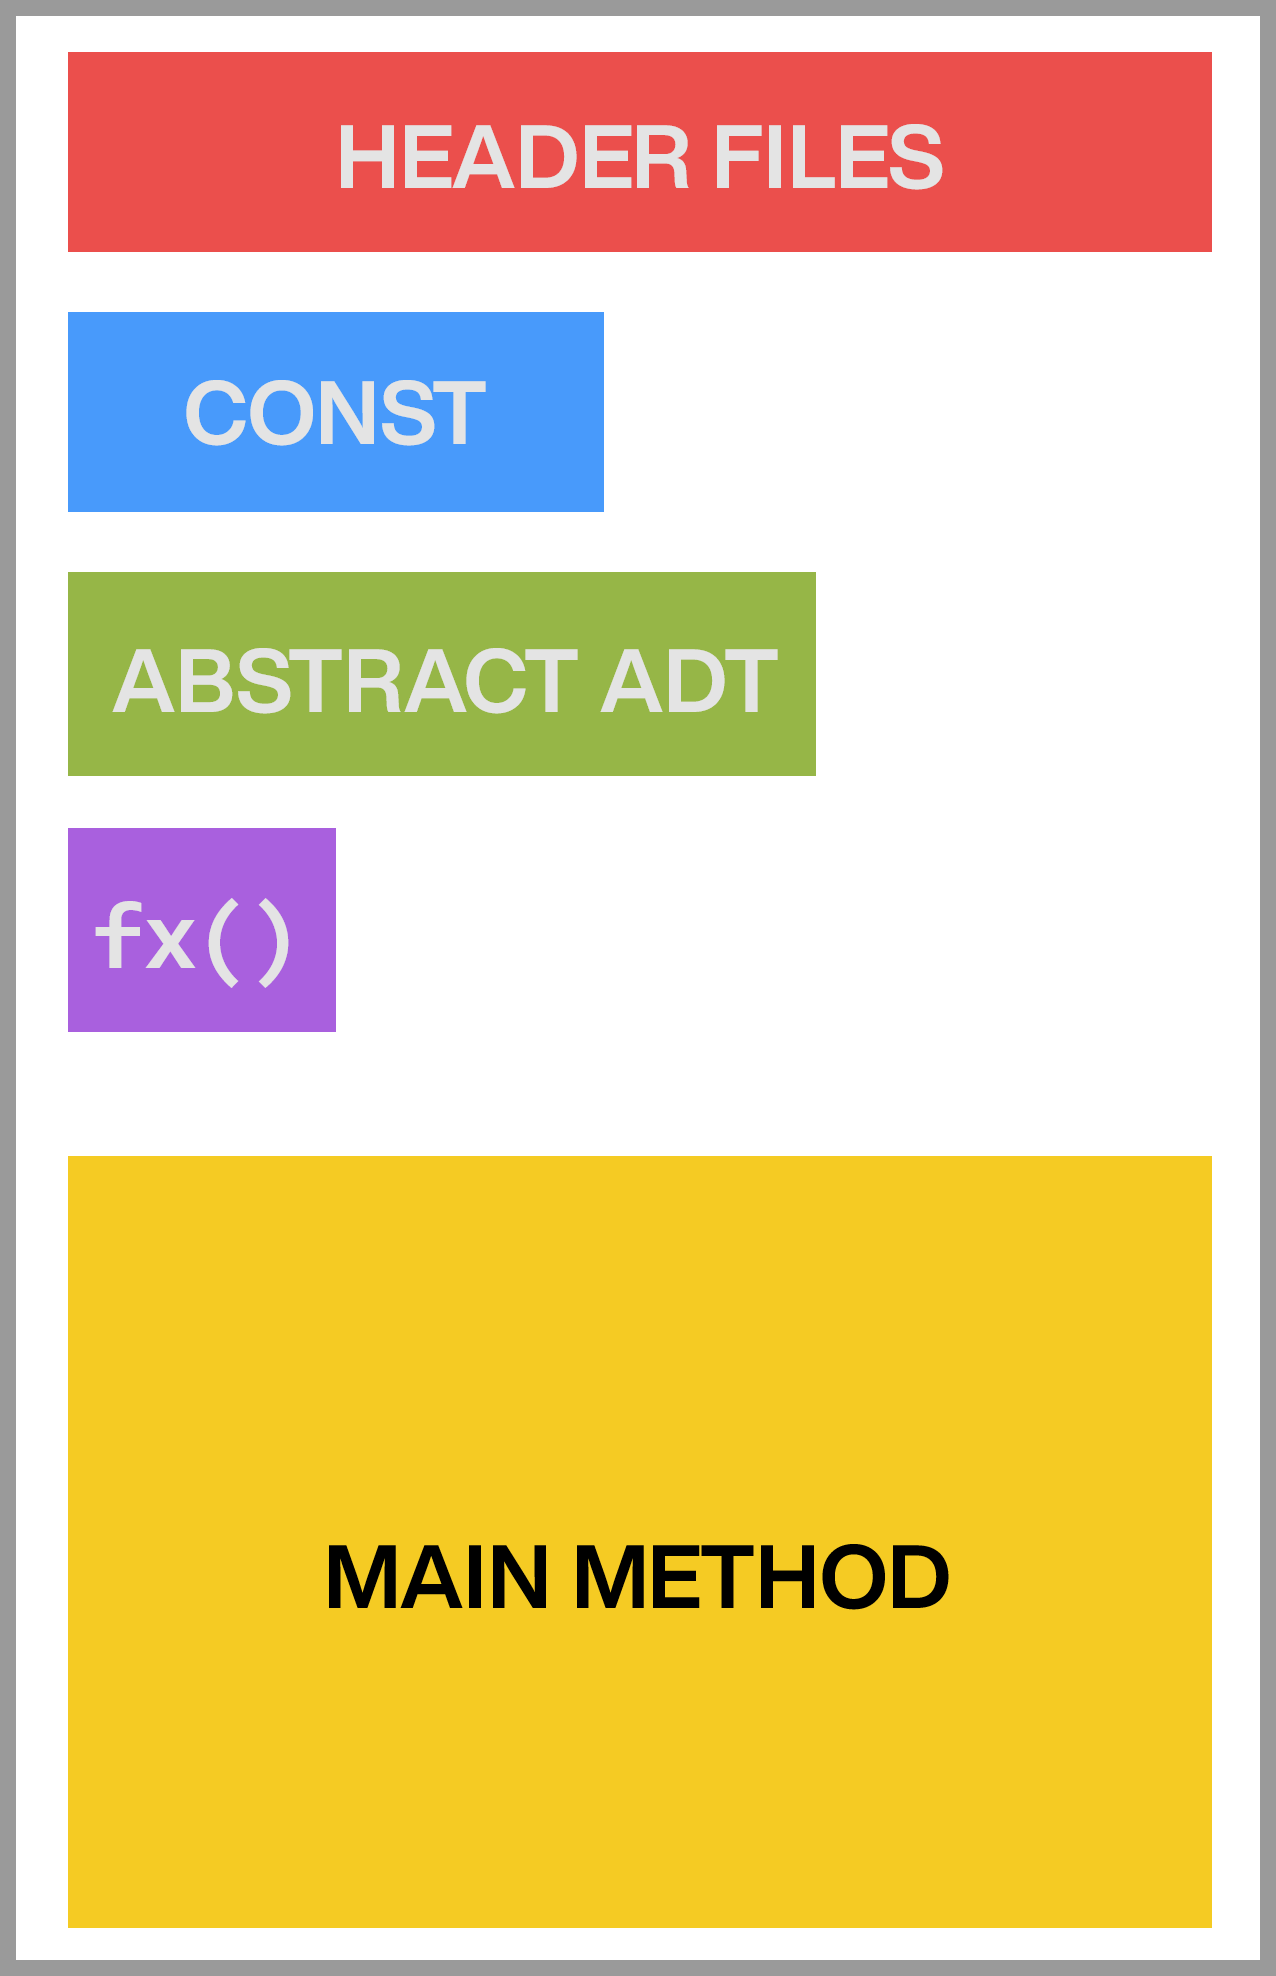 HEADER FILES
CONST
ABSTRACT ADT
fx()
MAIN METHOD